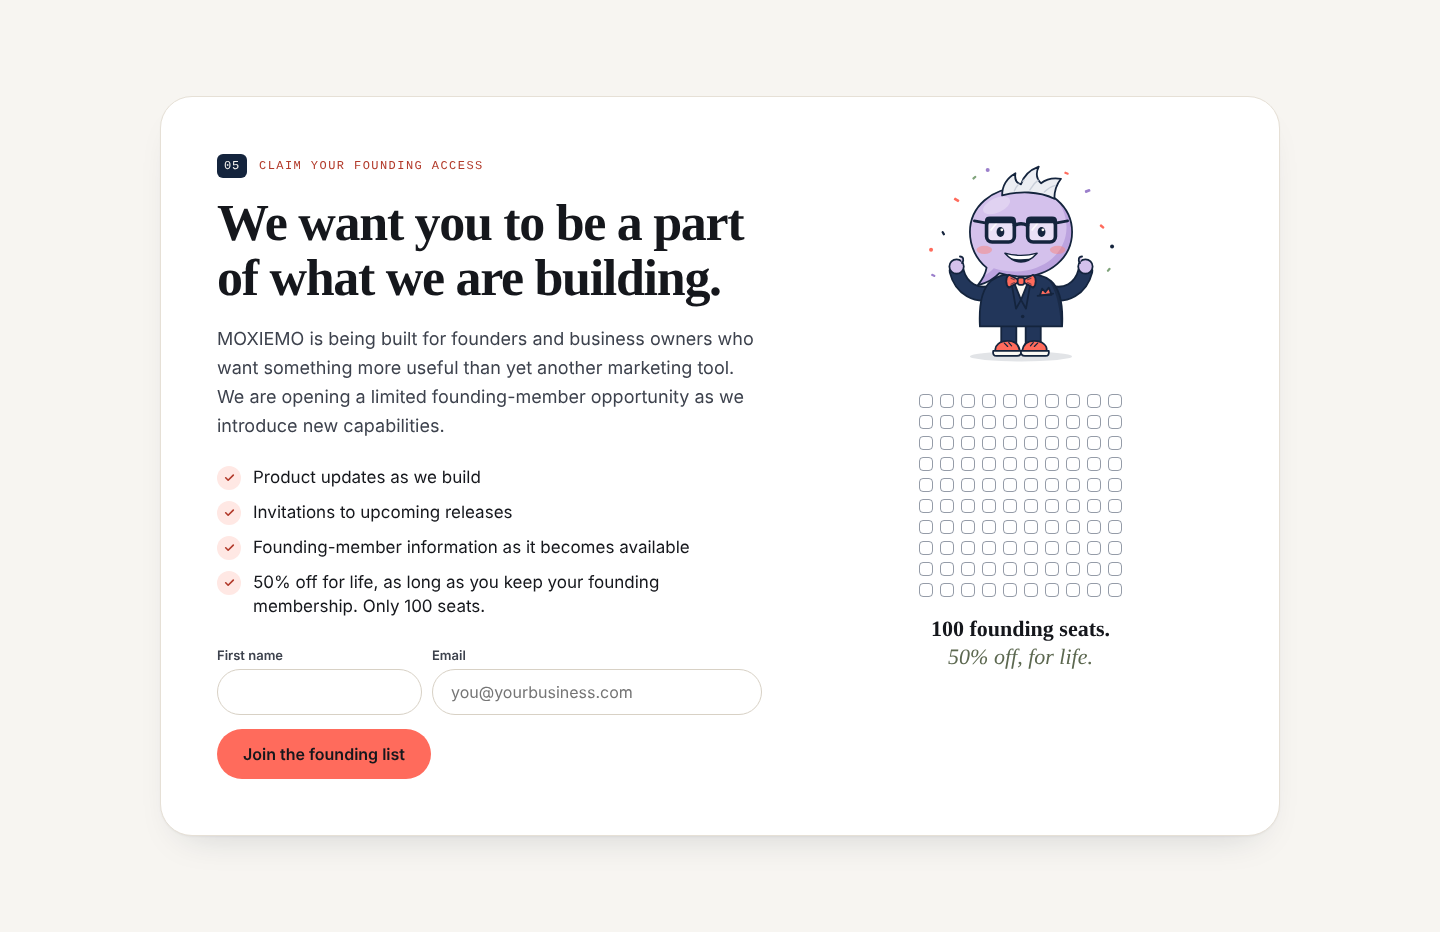 05 CLAIM YOUR FOUNDING ACCESS
We want you to be a part
of what we are building.
MOXIEMO is being built for founders and business owners who
want something more useful than yet another marketing tool.
We are opening a limited founding-member opportunity as we
introduce new capabilities.
Product updates as we build
Invitations to upcoming releases
Founding-member information as it becomes available
50% off for life, as long as you keep your founding
membership. Only 100 seats.
First name
Email
you@yourbusiness.com
Join the founding list
100 founding seats.
50% off, for life.